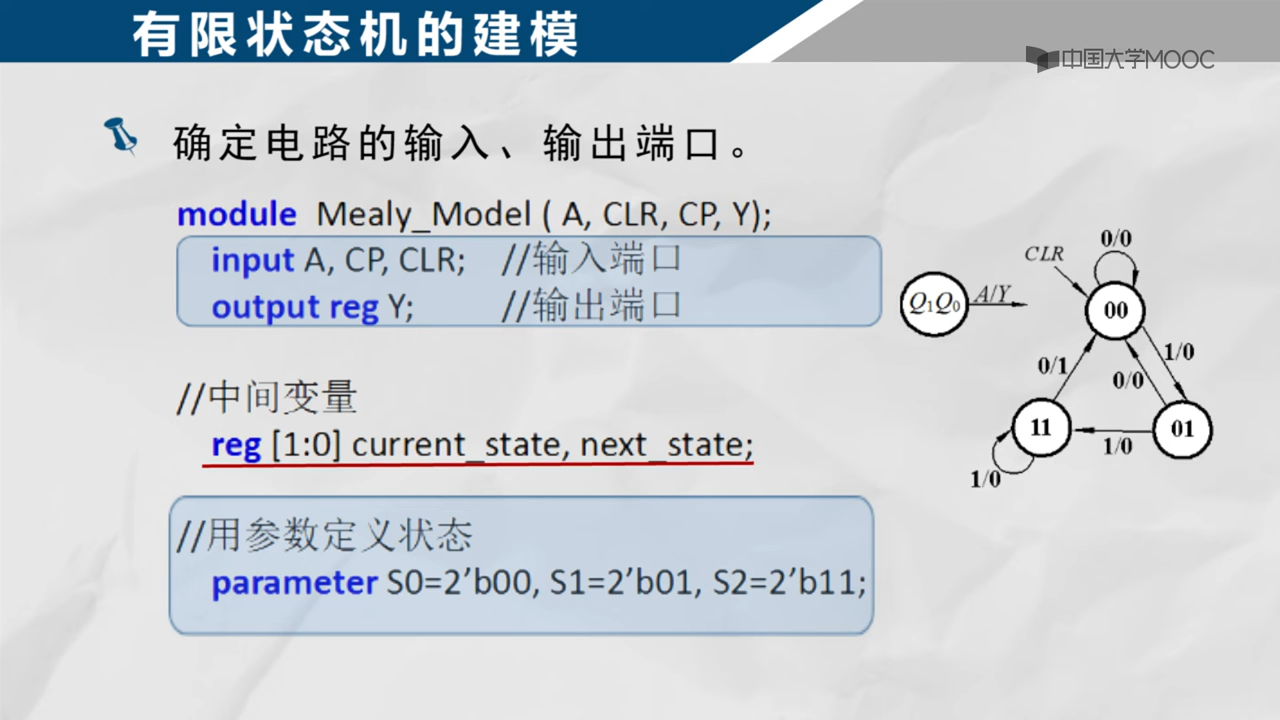 有限状态机的建模
中国大学MOOC
确定电路的输入、输出端口。
module Mealy_Model ( A, CLR, CP, Y);
input A, CP, CLR; //输入端口
output reg Y; //输出端口
//中间变量
reg [1:0] current_state, next_state;
//用参数定义状态
parameter S0=2’b00, S1=2’b01, S2=2’b11;
0/0
CLR
Q₁Q₀
A/Y
00
1/0
0/1
0/0
11
01
1/0
1/0